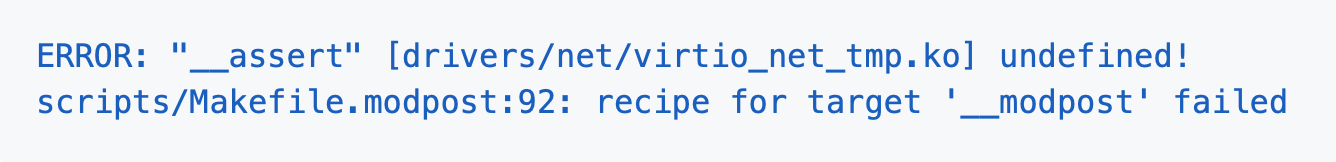 ERROR: "__assert" [drivers/net/virtio_net_tmp.ko] undefined!
scripts/Makefile.modpost:92: recipe for target '__modpost' failed